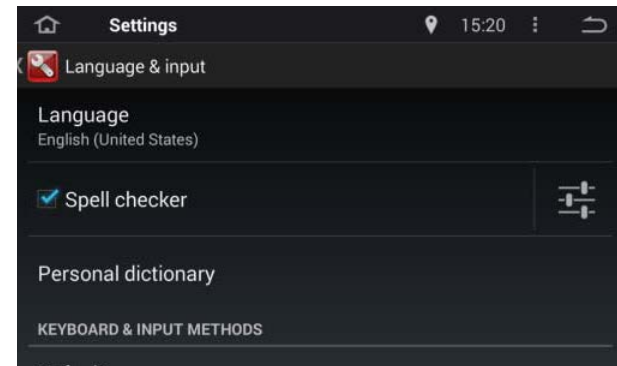 Settings 15:20
Language & input
Language
English (United States)
Spell checker
Personal dictionary
KEYBOARD & INPUT METHODS